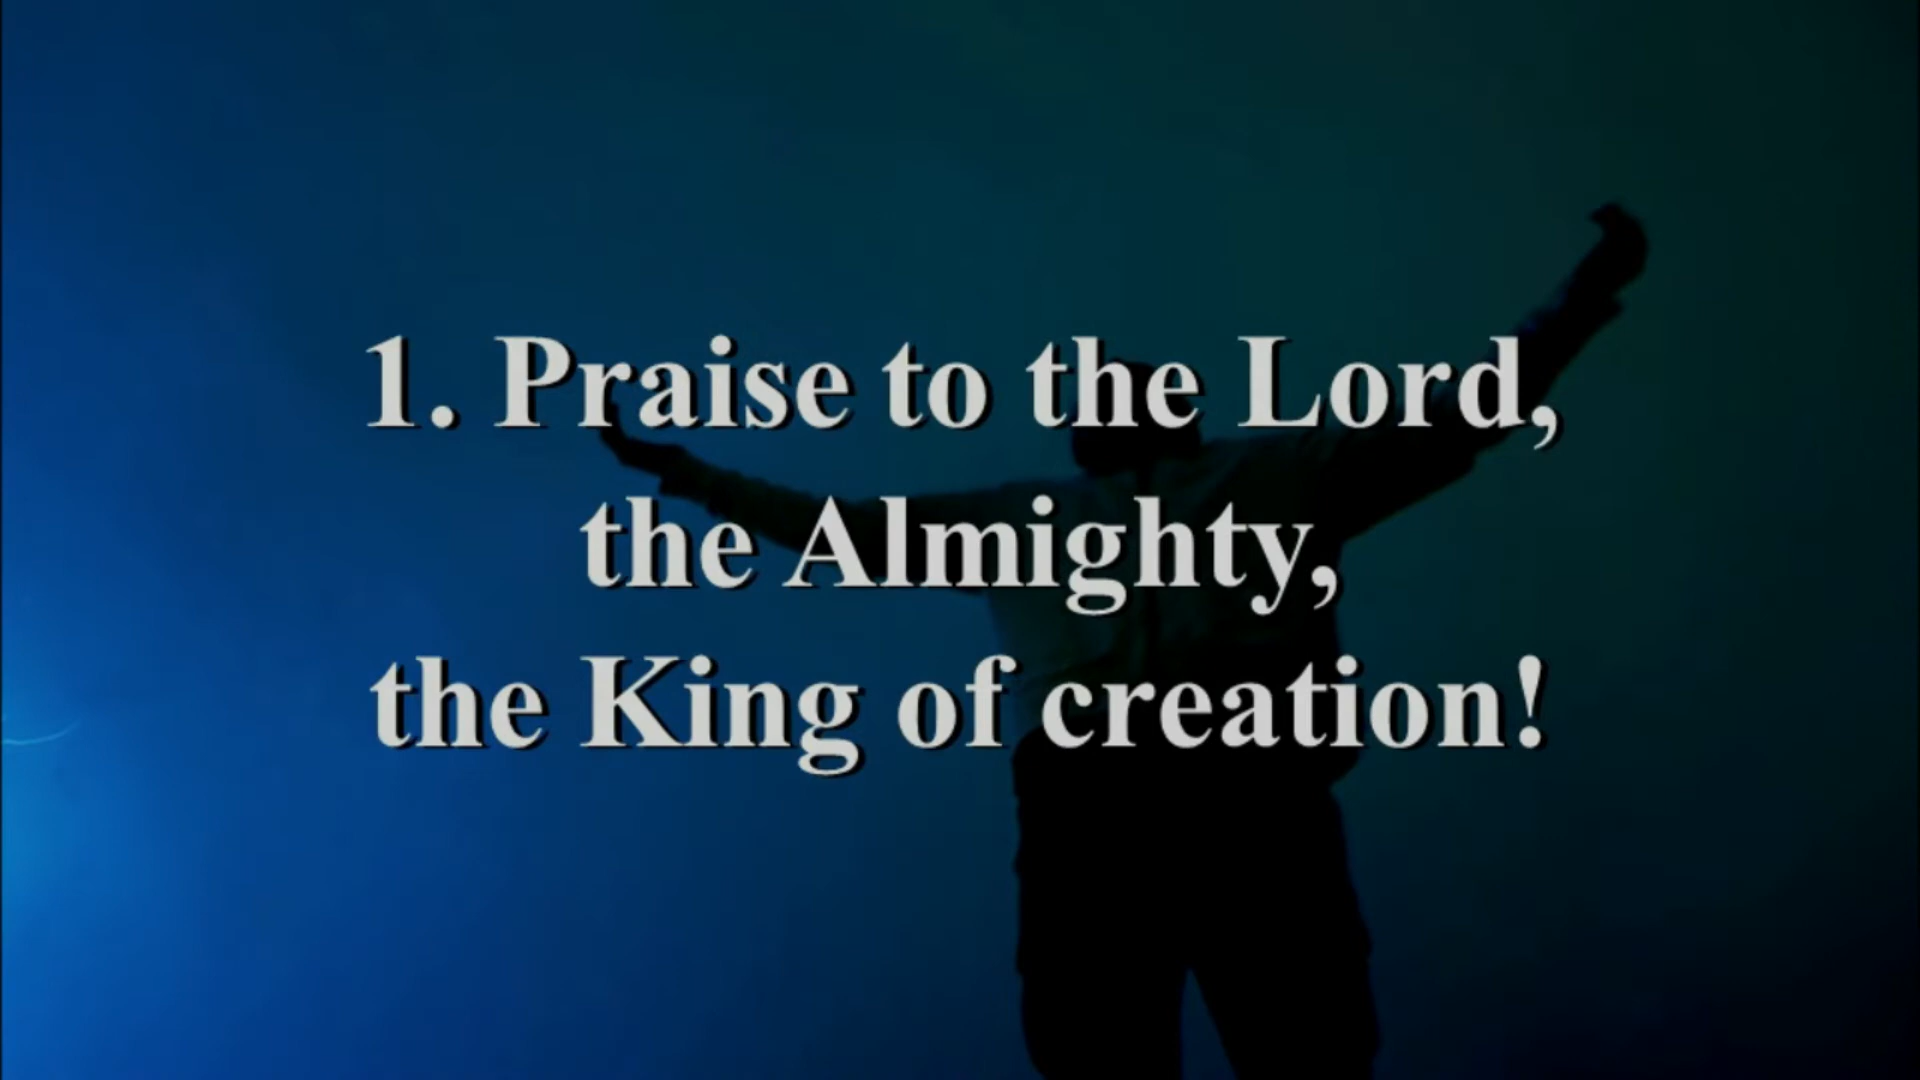 1. Praise to the Lord,
the Almighty,
the King of creation!